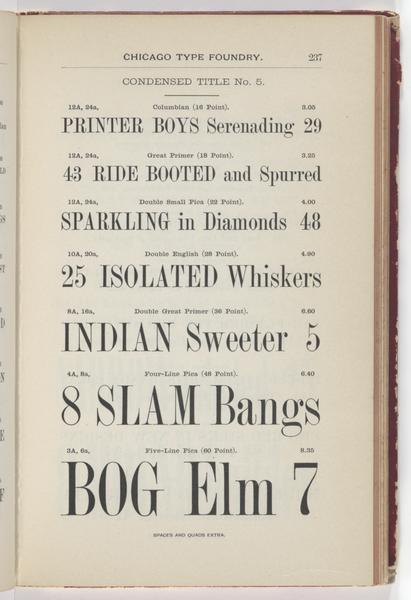 CHICAGO TYPE FOUNDRY. 237
CONDENSED TITLE No. 5.
12A, 24a, Columbian (16 Point). 3.05
PRINTER BOYS Serenading 29
12A, 24a, Great Primer (18 Point). 3.25
43 RIDE BOOTED and Spurred
12A, 24a, Double Small Pica (22 Point). 4.00
SPARKLING in Diamonds 48
10A, 20a, Double English (28 Point). 4.90
25 ISOLATED Whiskers
8A, 16a, Double Great Primer (36 Point). 6.60
INDIAN Sweeter 5
4A, 8a, Four-Line Pica (48 Point). 6.40
8 SLAM Bangs
3A, 6a, Five-Line Pica (60 Point). 8.35
BOG Elm 7
SPACES AND QUADS EXTRA.